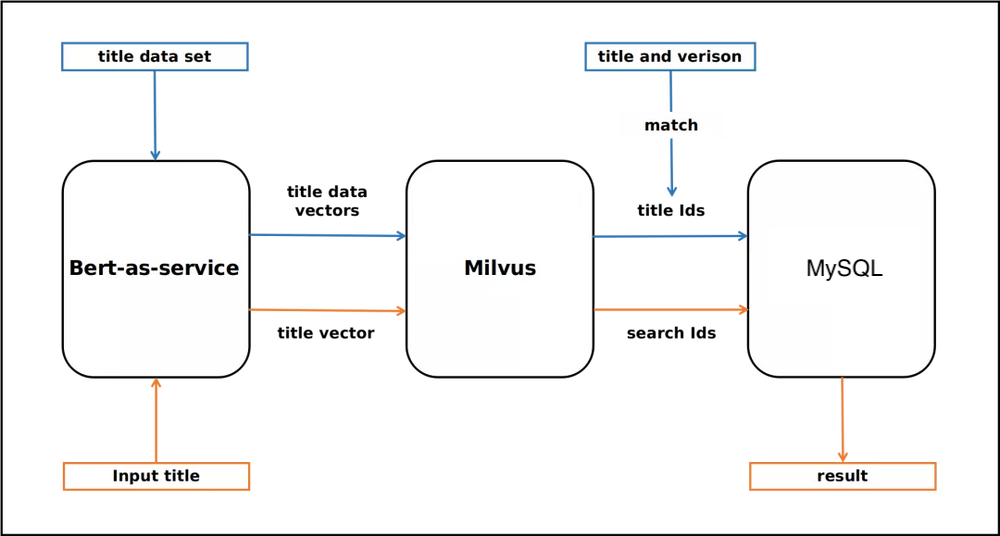 title data set
title and verison
match
title data
vectors
title Ids
Bert-as-service
Milvus
MySQL
title vector
search Ids
Input title
result